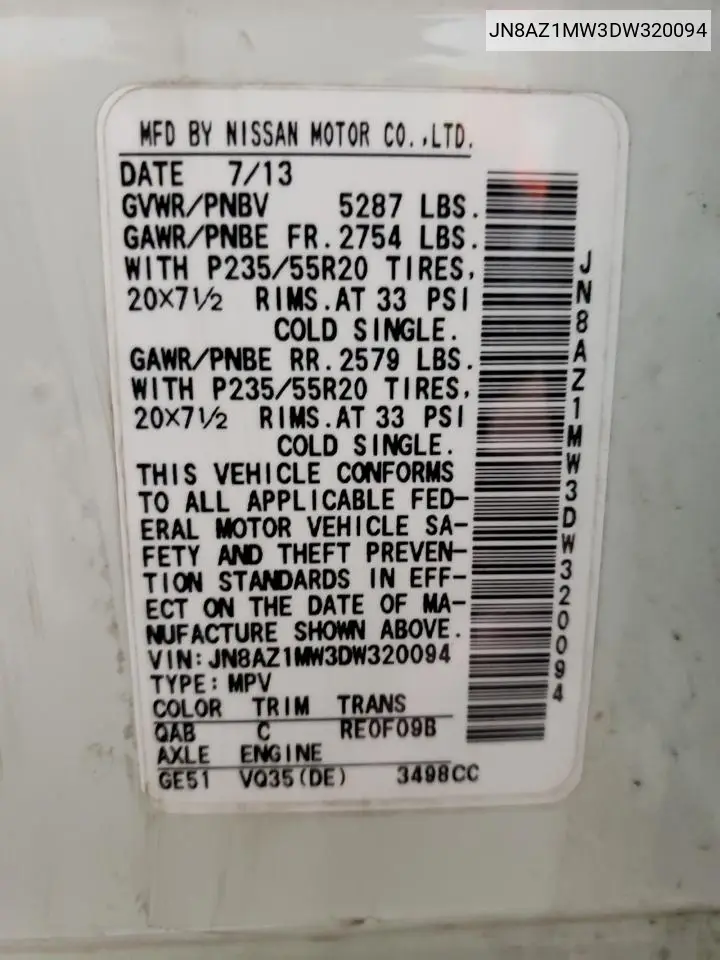 JN8AZ1MW3DW320094
MFD BY NISSAN MOTOR CO.,LTD.
DATE 7/13
GVWR/PNBV 5287 LBS.
GAWR/PNBE FR.2754 LBS.
WITH P235/55R20 TIRES,
20×7½ RIMS.AT 33 PSI
COLD SINGLE.
GAWR/PNBE RR.2579 LBS.
WITH P235/55R20 TIRES,
20×7½ RIMS.AT 33 PSI
COLD SINGLE.
THIS VEHICLE CONFORMS
TO ALL APPLICABLE FED-
ERAL MOTOR VEHICLE SA-
FETY AND THEFT PREVEN-
TION STANDARDS IN EFF-
ECT ON THE DATE OF MA-
NUFACTURE SHOWN ABOVE.
VIN:JN8AZ1MW3DW320094
TYPE:MPV
COLOR TRIM TRANS
QAB C RE0F09B
AXLE ENGINE
GE51 VQ35(DE) 3498CC
JN8AZ1MW3DW320094